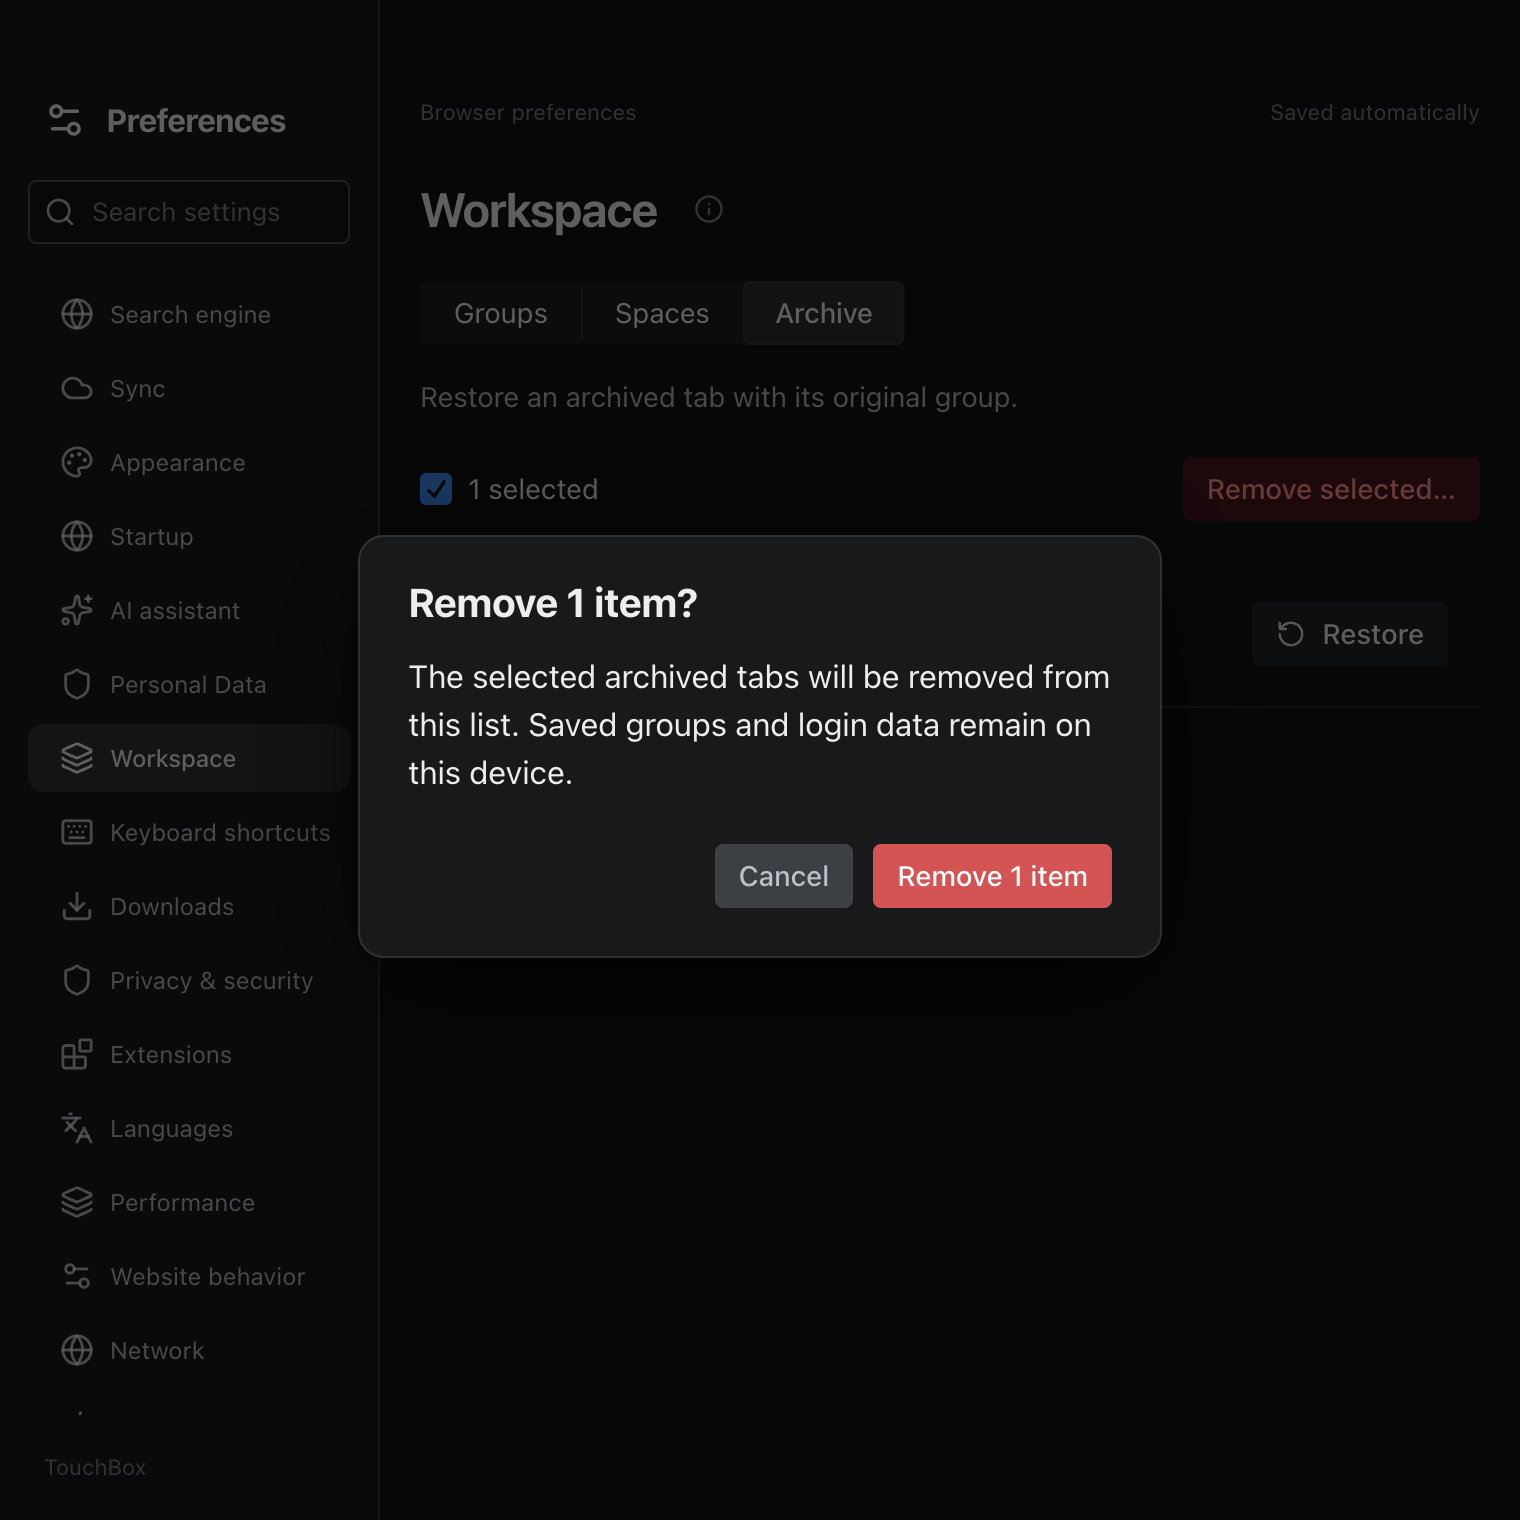 Preferences
Search settings
Search engine
Sync
Appearance
Startup
AI assistant
Personal Data
Workspace
Keyboard shortcuts
Downloads
Privacy & security
Extensions
Languages
Performance
Website behavior
Network
TouchBox
Browser preferences
Saved automatically
Workspace
Groups
Spaces
Archive
Restore an archived tab with its original group.
1 selected
Remove selected...
Restore
Remove 1 item?
The selected archived tabs will be removed from
this list. Saved groups and login data remain on
this device.
Cancel
Remove 1 item